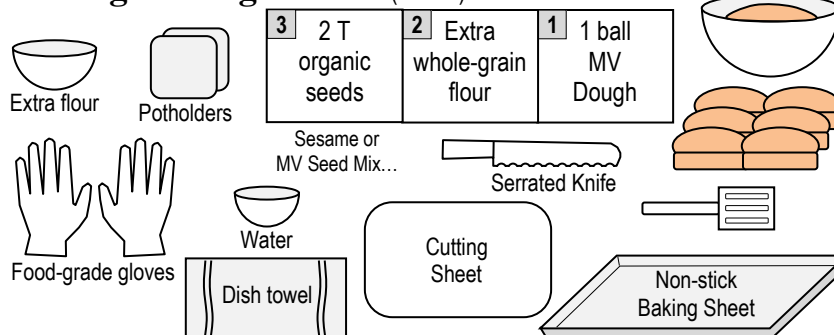 3
2 T
organic
seeds
2
Extra
whole-grain
flour
1
1 ball
MV
Dough
Extra flour
Potholders
Sesame or
MV Seed Mix…
Serrated Knife
Water
Food-grade gloves
Cutting
Sheet
Dish towel
Non-stick
Baking Sheet